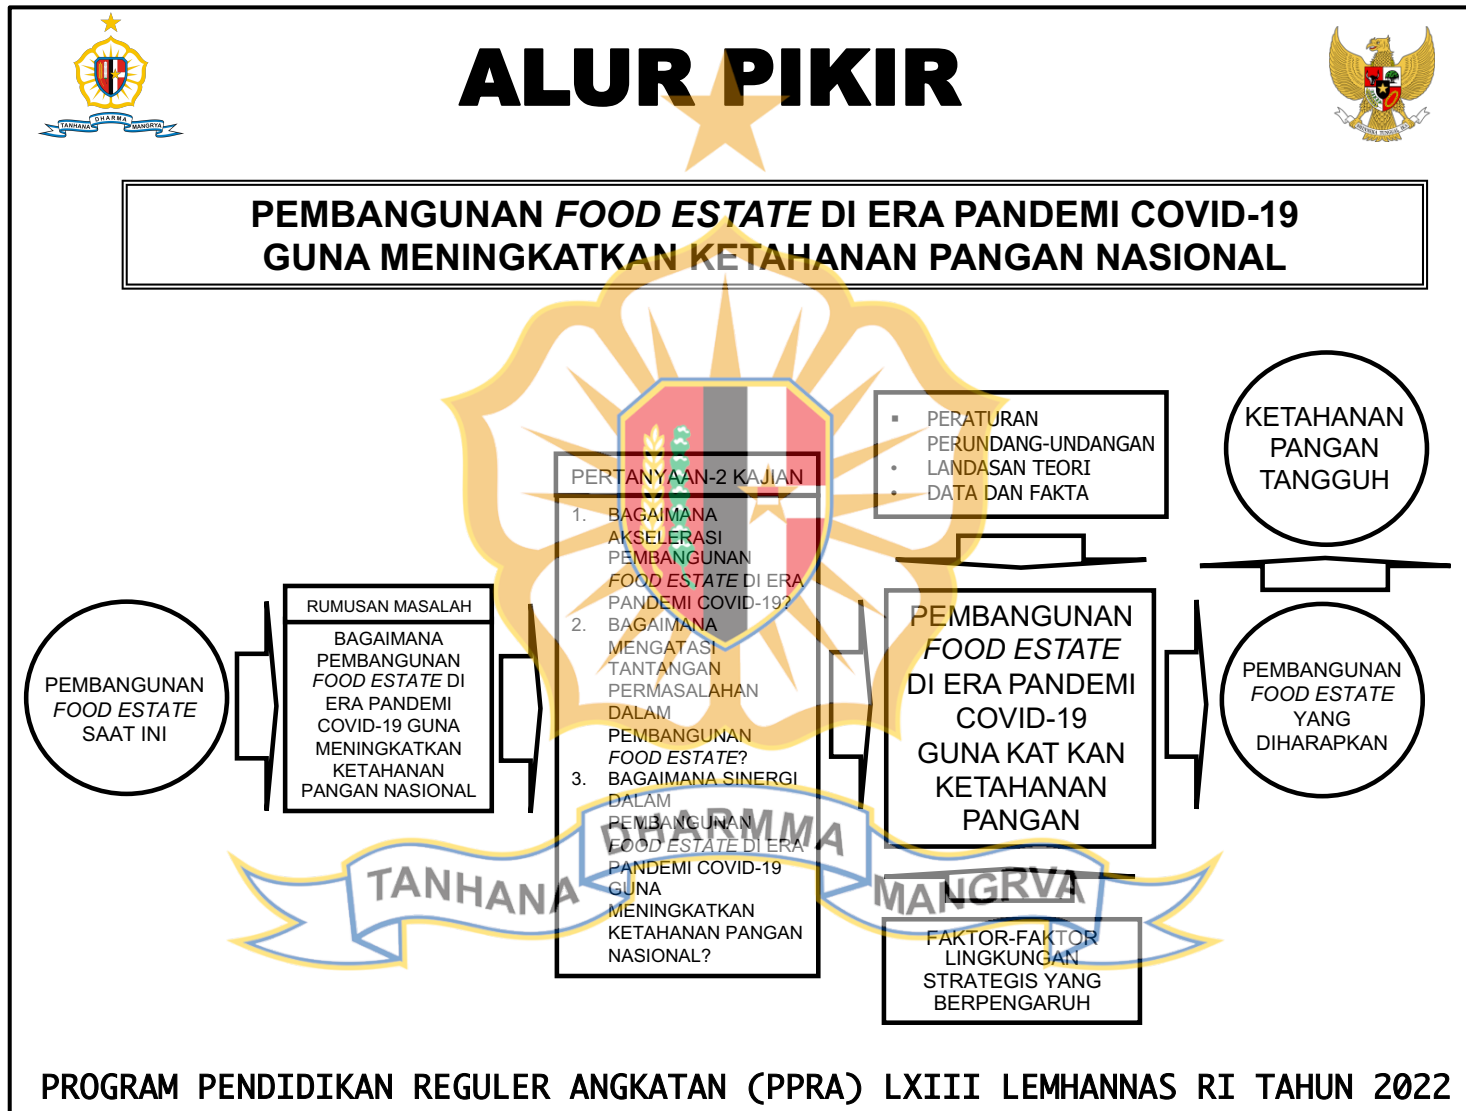 ALUR PIKIR
TANHANA DHARMA MANGRVA
PEMBANGUNAN FOOD ESTATE DI ERA PANDEMI COVID-19
GUNA MENINGKATKAN KETAHANAN PANGAN NASIONAL
PEMBANGUNAN
FOOD ESTATE
SAAT INI
RUMUSAN MASALAH
BAGAIMANA
PEMBANGUNAN
FOOD ESTATE DI
ERA PANDEMI
COVID-19 GUNA
MENINGKATKAN
KETAHANAN
PANGAN NASIONAL
PERTANYAAN-2 KAJIAN
1. BAGAIMANA
AKSELERASI
PEMBANGUNAN
FOOD ESTATE DI ERA
PANDEMI COVID-19?
2. BAGAIMANA
MENGATASI
TANTANGAN
PERMASALAHAN
DALAM
PEMBANGUNAN
FOOD ESTATE?
3. BAGAIMANA SINERGI
DALAM
PEMBANGUNAN
FOOD ESTATE DI ERA
PANDEMI COVID-19
GUNA
MENINGKATKAN
KETAHANAN PANGAN
NASIONAL?
▪ PERATURAN
PERUNDANG-UNDANGAN
• LANDASAN TEORI
• DATA DAN FAKTA
PEMBANGUNAN
FOOD ESTATE
DI ERA PANDEMI
COVID-19
GUNA KAT KAN
KETAHANAN
PANGAN
FAKTOR-FAKTOR
LINGKUNGAN
STRATEGIS YANG
BERPENGARUH
KETAHANAN
PANGAN
TANGGUH
PEMBANGUNAN
FOOD ESTATE
YANG
DIHARAPKAN
TANHANA DHARMMA MANGRVA
PROGRAM PENDIDIKAN REGULER ANGKATAN (PPRA) LXIII LEMHANNAS RI TAHUN 2022